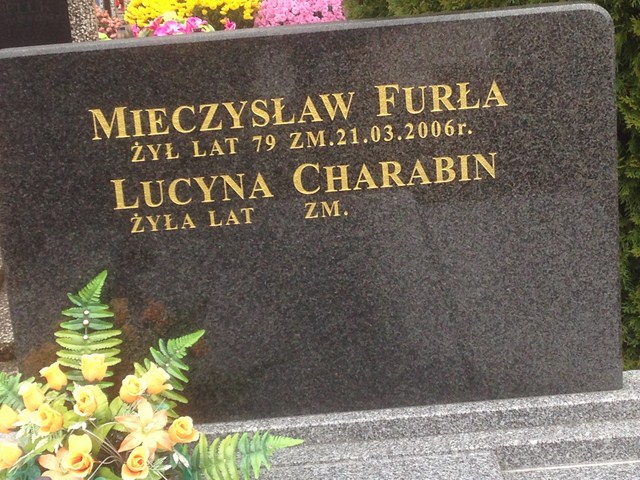 MIECZYSŁAW FURŁA
ŻYŁ LAT 79 ZM.21.03.2006r.
LUCYNA CHARABIN
ŻYŁA LAT ZM.